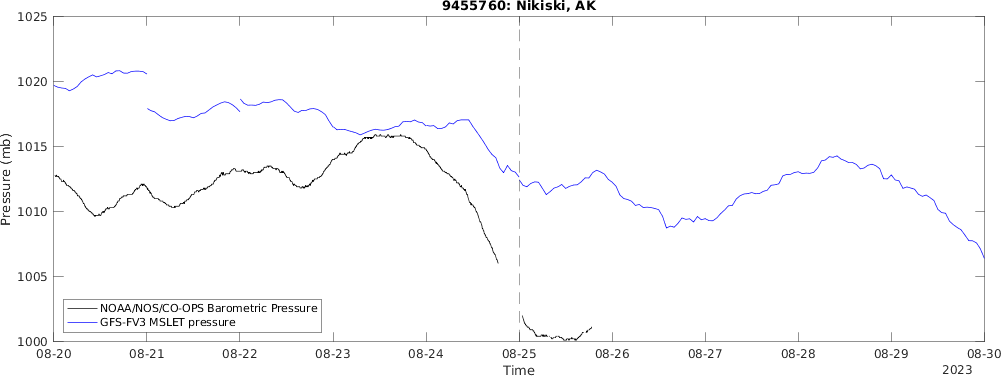 9455760: Nikiski, AK
Pressure (mb)
1025
1020
1015
1010
1005
1000
NOAA/NOS/CO-OPS Barometric Pressure
GFS-FV3 MSLET pressure
08-20 08-21 08-22 08-23 08-24 08-25 08-26 08-27 08-28 08-29 08-30
Time
2023